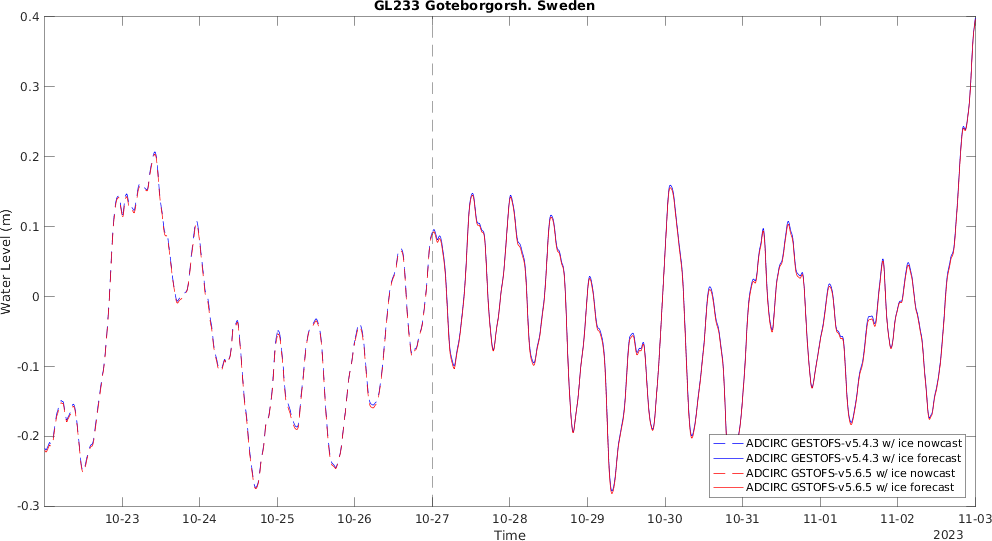 GL233 Goteborgorsh. Sweden
0.4
0.3
0.2
0.1
0
-0.1
-0.2
-0.3
Water Level (m)
ADCIRC GESTOFS-v5.4.3 w/ ice nowcast
ADCIRC GESTOFS-v5.4.3 w/ ice forecast
ADCIRC GSTOFS-v5.6.5 w/ ice nowcast
ADCIRC GSTOFS-v5.6.5 w/ ice forecast
10-23 10-24 10-25 10-26 10-27 10-28 10-29 10-30 10-31 11-01 11-02 11-03
Time
2023